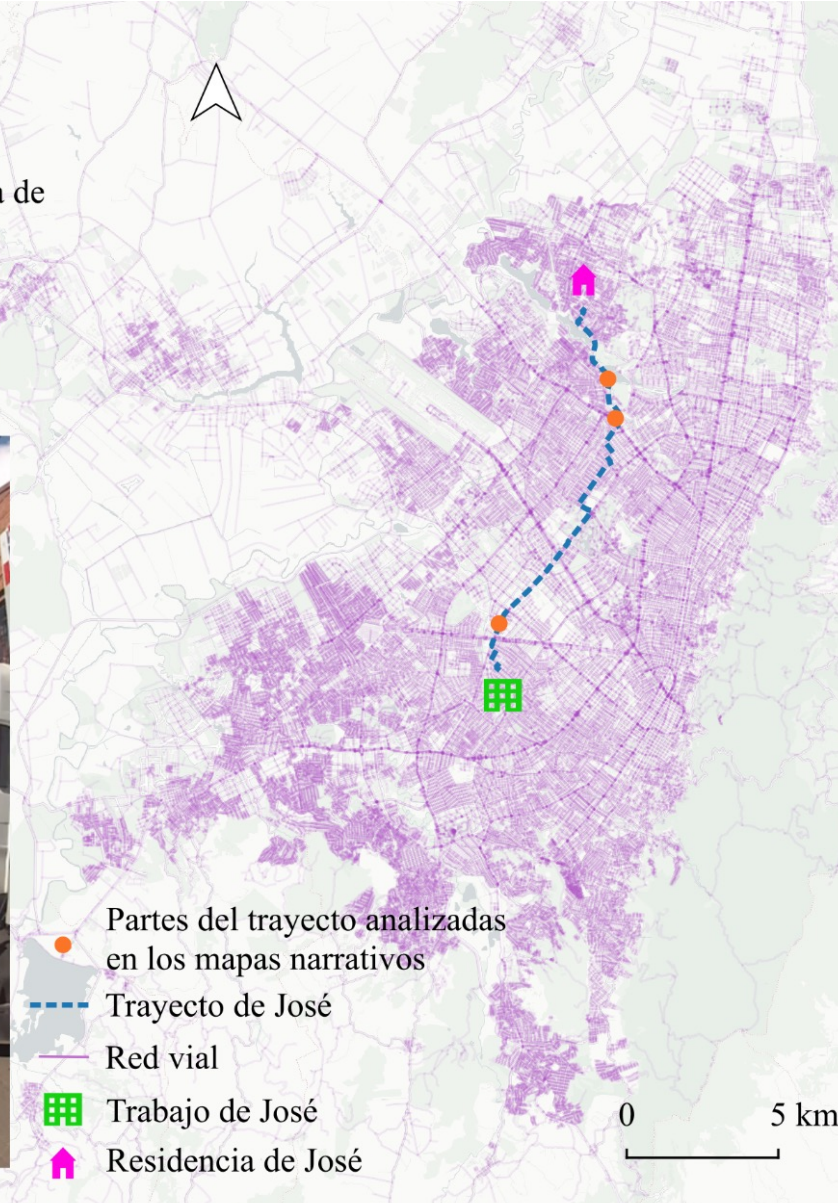 a de
Partes del trayecto analizadas
en los mapas narrativos
Trayecto de José
Red vial
Trabajo de José
Residencia de José
0 5 km